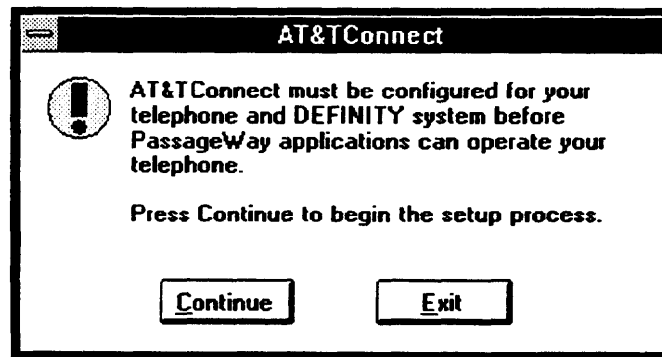 AT&TConnect
AT&TConnect must be configured for your
telephone and DEFINITY system before
PassageWay applications can operate your
telephone.
Press Continue to begin the setup process.
Continue Exit